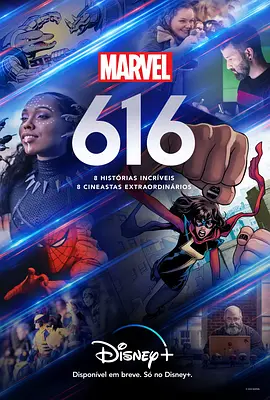 MARVEL
616
8 HISTÓRIAS INCRÍVEIS
8 CINEASTAS EXTRAORDINÁRIOS
Disney+
Disponível em breve. Só no Disney+.